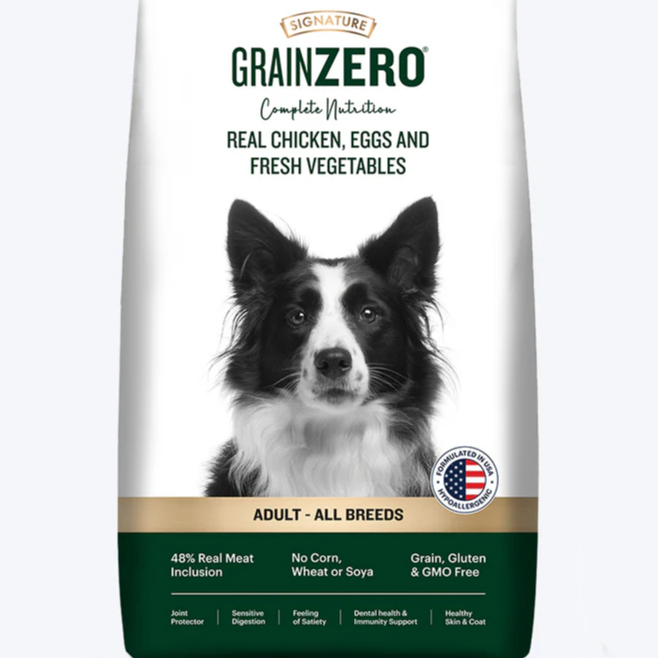 SIGNATURE
GRAINZERO®
Complete Nutrition
REAL CHICKEN, EGGS AND
FRESH VEGETABLES
FORMULATED IN USA
HYPOALLERGENIC
ADULT - ALL BREEDS
48% Real Meat
Inclusion
No Corn,
Wheat or Soya
Grain, Gluten
& GMO Free
Joint
Protector
Sensitive
Digestion
Feeling
of Satiety
Dental health &
Immunity Support
Healthy
Skin & Coat